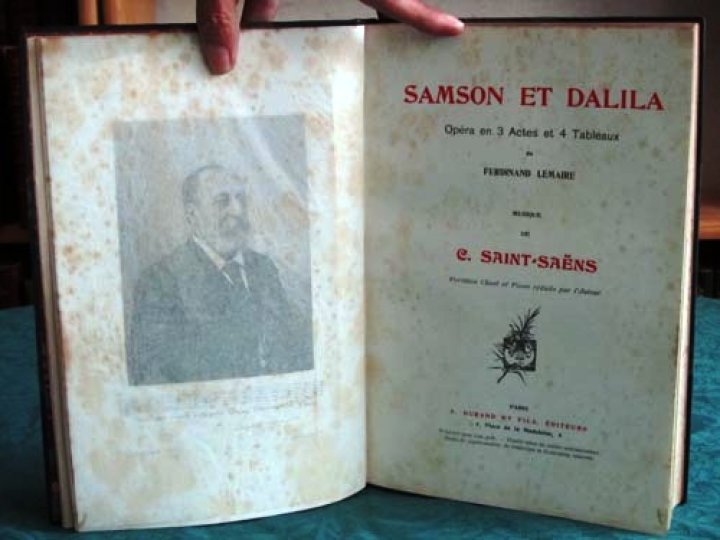 SAMSON ET DALILA
Opéra en 3 Actes et 4 Tableaux
de
FERDINAND LEMAIRE
MUSIQUE
DE
C. SAINT-SAËNS
Partition Chant et Piano réduite par l'Auteur
PARIS
A. DURAND ET FILS, ÉDITEURS
4, Place de la Madeleine, 4